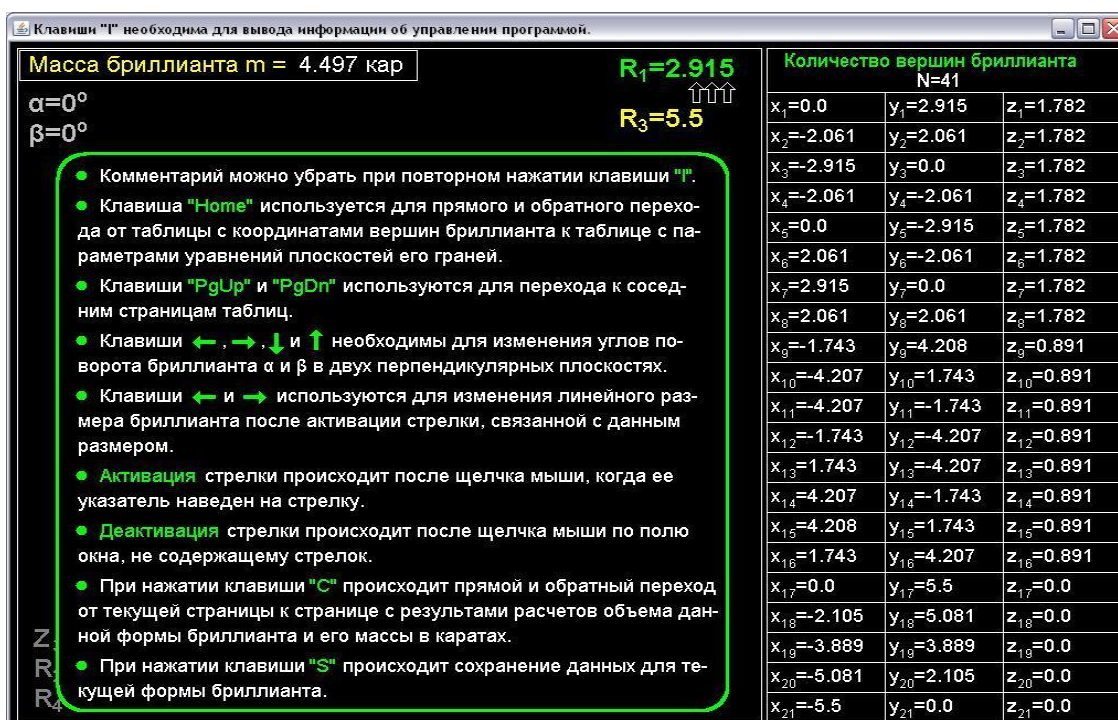 Клавиши "I" необходима для вывода информации об управлении программой.
Масса бриллианта m = 4.497 кар
R₁=2.915
α=0º
β=0º
R₃=5.5
● Комментарий можно убрать при повторном нажатии клавиши "I".
● Клавиша "Home" используется для прямого и обратного перехо-
да от таблицы с координатами вершин бриллианта к таблице с па-
раметрами уравнений плоскостей его граней.
● Клавиши "PgUp" и "PgDn" используются для перехода к сосед-
ним страницам таблиц.
● Клавиши ←, →, ↓ и ↑ необходимы для изменения углов по-
ворота бриллианта α и β в двух перпендикулярных плоскостях.
● Клавиши ← и → используются для изменения линейного раз-
мера бриллианта после активации стрелки, связанной с данным
размером.
● Активация стрелки происходит после щелчка мыши, когда ее
указатель наведен на стрелку.
● Деактивация стрелки происходит после щелчка мыши по полю
окна, не содержащему стрелок.
● При нажатии клавиши "C" происходит прямой и обратный переход
от текущей страницы к странице с результами расчетов объема дан-
ной формы бриллианта и его массы в каратах.
● При нажатии клавиши "S" происходит сохранение данных для те-
кущей формы бриллианта.
Z
R
R₄
Количество вершин бриллианта
N=41
x₁=0.0 y₁=2.915 z₁=1.782
x₂=-2.061 y₂=2.061 z₂=1.782
x₃=-2.915 y₃=0.0 z₃=1.782
x₄=-2.061 y₄=-2.061 z₄=1.782
x₅=0.0 y₅=-2.915 z₅=1.782
x₆=2.061 y₆=-2.061 z₆=1.782
x₇=2.915 y₇=0.0 z₇=1.782
x₈=2.061 y₈=2.061 z₈=1.782
x₉=-1.743 y₉=4.208 z₉=0.891
x₁₀=-4.207 y₁₀=1.743 z₁₀=0.891
x₁₁=-4.207 y₁₁=-1.743 z₁₁=0.891
x₁₂=-1.743 y₁₂=-4.207 z₁₂=0.891
x₁₃=1.743 y₁₃=-4.207 z₁₃=0.891
x₁₄=4.207 y₁₄=-1.743 z₁₄=0.891
x₁₅=4.208 y₁₅=1.743 z₁₅=0.891
x₁₆=1.743 y₁₆=4.207 z₁₆=0.891
x₁₇=0.0 y₁₇=5.5 z₁₇=0.0
x₁₈=-2.105 y₁₈=5.081 z₁₈=0.0
x₁₉=-3.889 y₁₉=3.889 z₁₉=0.0
x₂₀=-5.081 y₂₀=2.105 z₂₀=0.0
x₂₁=-5.5 y₂₁=0.0 z₂₁=0.0